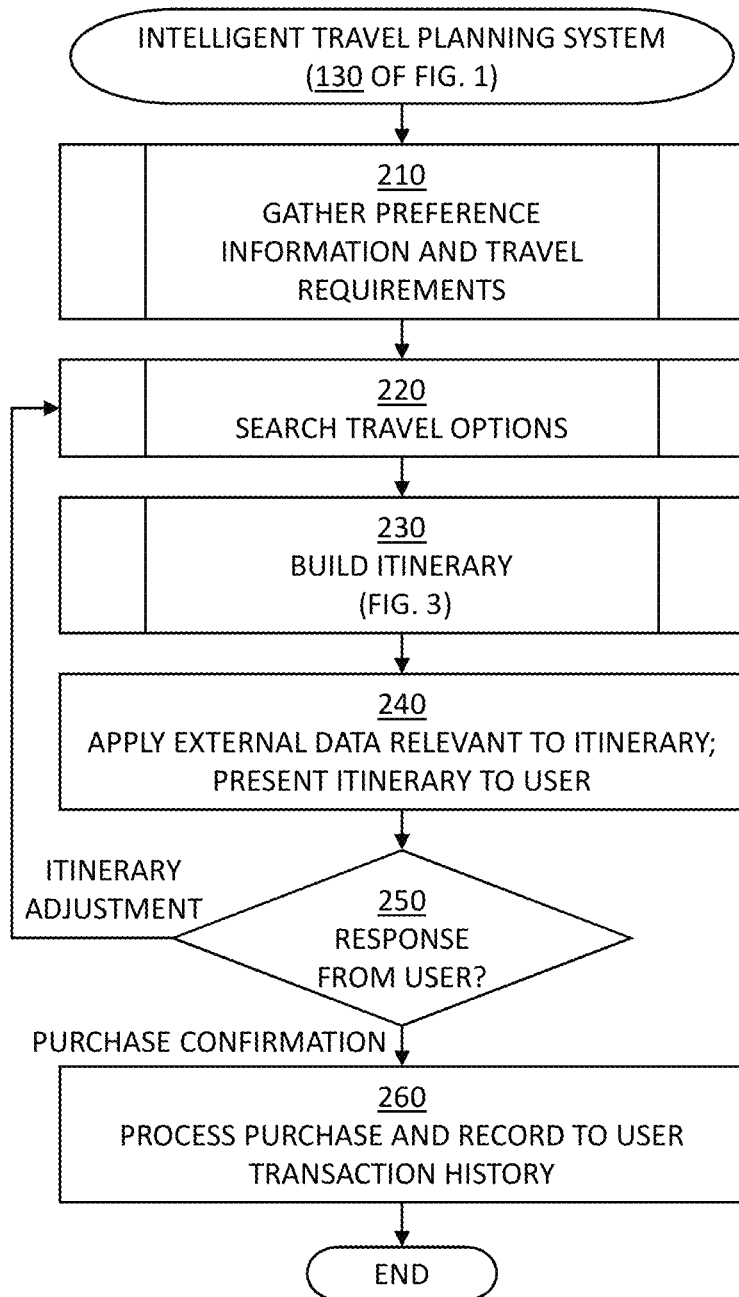 INTELLIGENT TRAVEL PLANNING SYSTEM
(130 OF FIG. 1)
210
GATHER PREFERENCE
INFORMATION AND TRAVEL
REQUIREMENTS
220
SEARCH TRAVEL OPTIONS
230
BUILD ITINERARY
(FIG. 3)
240
APPLY EXTERNAL DATA RELEVANT TO ITINERARY;
PRESENT ITINERARY TO USER
ITINERARY
ADJUSTMENT
250
RESPONSE
FROM USER?
PURCHASE CONFIRMATION
260
PROCESS PURCHASE AND RECORD TO USER
TRANSACTION HISTORY
END